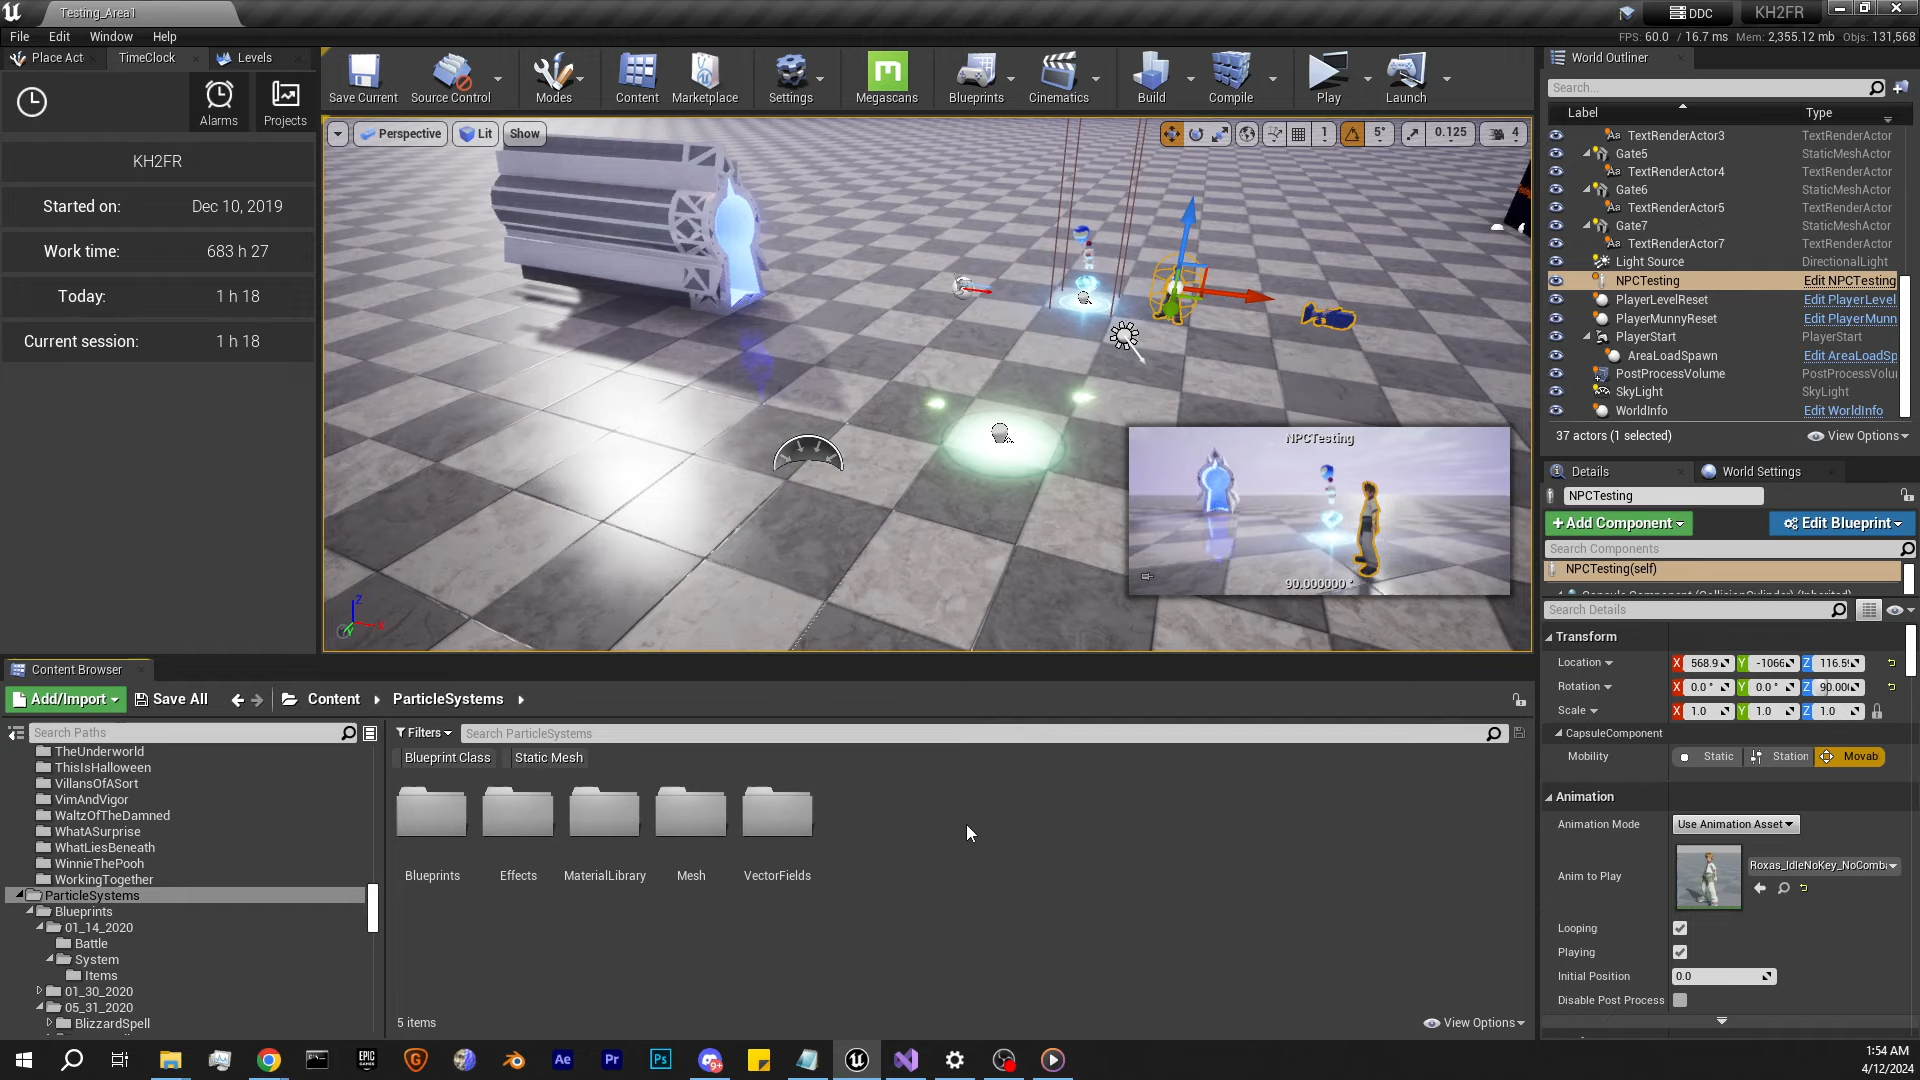 Testing_Area1
DDC
KH2FR
File Edit Window Help
FPS: 60.0 / 16.7 ms Mem: 2,355.12 mb Objs: 131,568
Place Act
TimeClock
Levels
Alarms
Projects
KH2FR
Started on: Dec 10, 2019
Work time: 683 h 27
Today: 1 h 18
Current session: 1 h 18
Save Current
Source Control
Modes
Content
Marketplace
Settings
Megascans
Blueprints
Cinematics
Build
Compile
Play
Launch
Perspective
Lit
Show
1
5°
0.125
4
NPCTesting
90.000000 °
Z
X
Y
World Outliner
Search...
Label Type
TextRenderActor3 TextRenderActor
Gate5 StaticMeshActor
TextRenderActor4 TextRenderActor
Gate6 StaticMeshActor
TextRenderActor5 TextRenderActor
Gate7 StaticMeshActor
TextRenderActor7 TextRenderActor
Light Source DirectionalLight
NPCTesting Edit NPCTesting
PlayerLevelReset Edit PlayerLevel
PlayerMunnyReset Edit PlayerMunn
PlayerStart PlayerStart
AreaLoadSpawn Edit AreaLoadSp
PostProcessVolume PostProcessVolu
SkyLight SkyLight
WorldInfo Edit WorldInfo
37 actors (1 selected)
View Options
Details
World Settings
NPCTesting
Add Component
Edit Blueprint
Search Components
NPCTesting(self)
Search Details
Transform
Location X 568.9 Y -1066 Z 116.5
Rotation X 0.0 ° Y 0.0 ° Z 90.00
Scale X 1.0 Y 1.0 Z 1.0
CapsuleComponent
Mobility Static Station Movab
Animation
Animation Mode Use Animation Asset
Anim to Play Roxas_IdleNoKey_NoComb
Looping
Playing
Initial Position 0.0
Disable Post Process
Content Browser
Add/Import
Save All
Content
ParticleSystems
Search Paths
TheUnderworld
ThisIsHalloween
VillansOfASort
VimAndVigor
WaltzOfTheDamned
WhatASurprise
WhatLiesBeneath
WinnieThePooh
WorkingTogether
ParticleSystems
Blueprints
01_14_2020
Battle
System
Items
01_30_2020
05_31_2020
BlizzardSpell
Filters
Search ParticleSystems
Blueprint Class
Static Mesh
Blueprints
Effects
MaterialLibrary
Mesh
VectorFields
5 items
View Options
EPIC
GAMES
Ae
Pr
Ps
9+
1:54 AM
4/12/2024